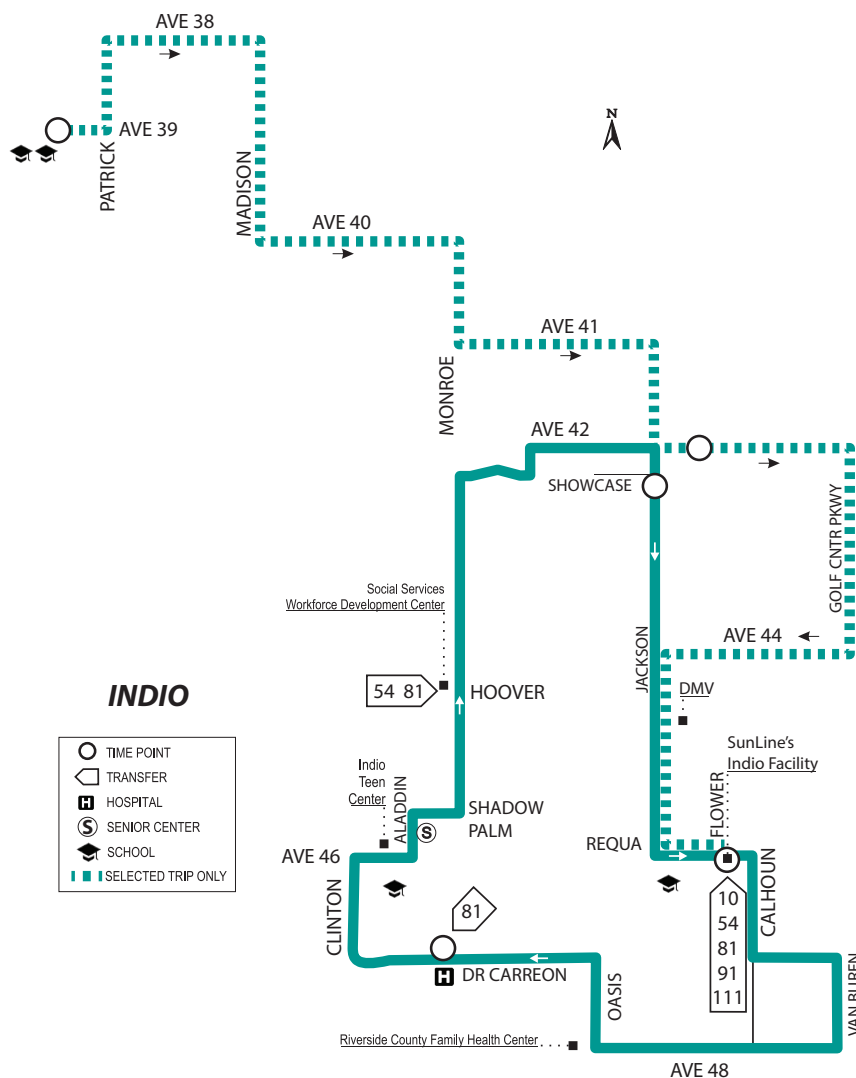 AVE 38
N
AVE 39
PATRICK
MADISON
AVE 40
AVE 41
MONROE
AVE 42
SHOWCASE
GOLF CNTR PKWY
Social Services
Workforce Development Center
AVE 44
JACKSON
INDIO
54 81
HOOVER
DMV
SunLine's
Indio Facility
TIME POINT
TRANSFER
H HOSPITAL
S SENIOR CENTER
SCHOOL
SELECTED TRIP ONLY
Indio
Teen
Center
ALADDIN
SHADOW
PALM
S
FLOWER
REQUA
AVE 46
CLINTON
CALHOUN
81
10
54
81
91
111
H DR CARREON
OASIS
VAN BUREN
Riverside County Family Health Center
AVE 48